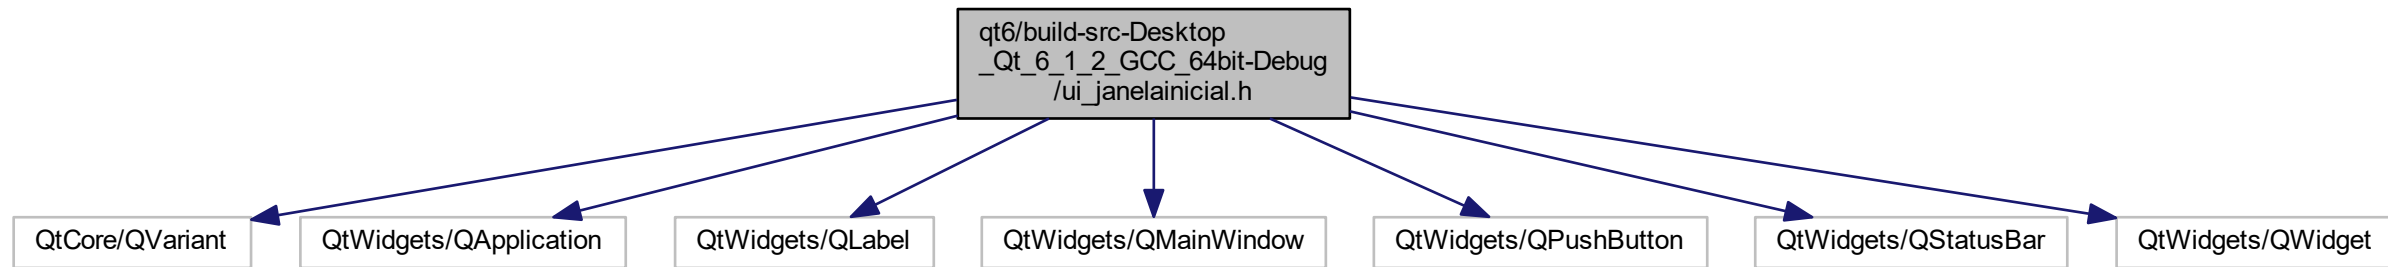 qt6/build-src-Desktop
_Qt_6_1_2_GCC_64bit-Debug
/ui_janelainicial.h
QtCore/QVariant
QtWidgets/QApplication
QtWidgets/QLabel
QtWidgets/QMainWindow
QtWidgets/QPushButton
QtWidgets/QStatusBar
QtWidgets/QWidget